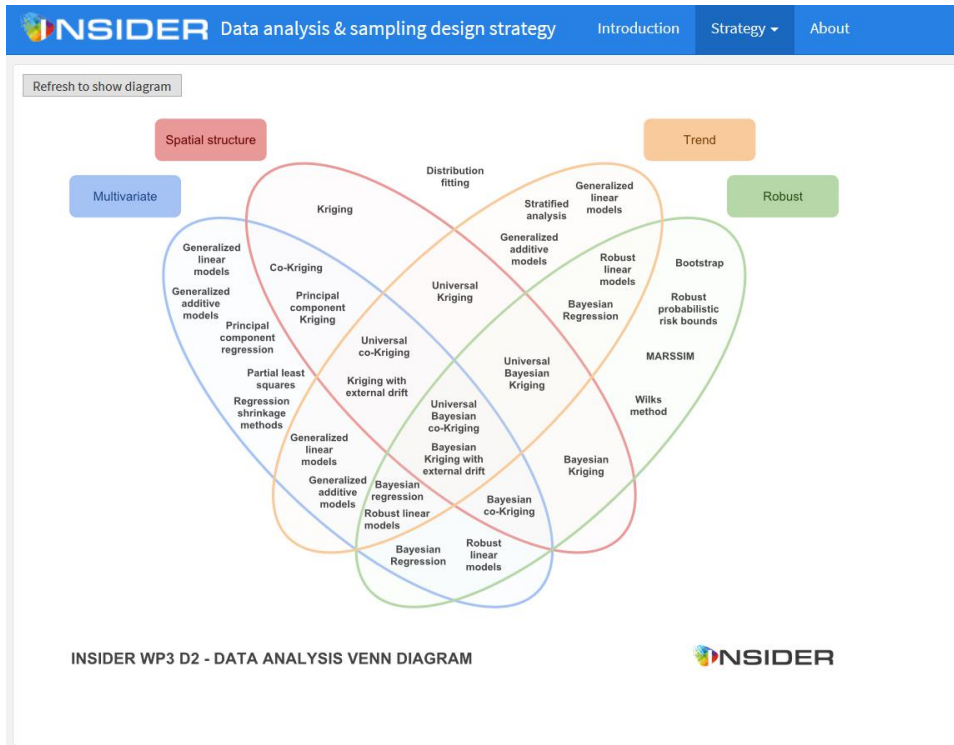 INSIDER Data analysis & sampling design strategy Introduction Strategy About
Refresh to show diagram
Spatial structure
Trend
Multivariate
Robust
Distribution
fitting
Kriging
Generalized
linear
models
Stratified
analysis
Generalized
additive
models
Generalized
linear
models
Co-Kriging
Generalized
additive
models
Principal
component
Kriging
Principal
component
regression
Universal
Kriging
Robust
linear
models
Bayesian
Regression
Bootstrap
Robust
probabilistic
risk bounds
MARSSIM
Wilks
method
Universal
co-Kriging
Kriging with
external drift
Partial least
squares
Regression
shrinkage
methods
Universal
Bayesian
Kriging
Universal
Bayesian
co-Kriging
Bayesian
Kriging with
external drift
Generalized
linear
models
Generalized
additive
models
Bayesian
regression
Robust linear
models
Bayesian
co-Kriging
Bayesian
Kriging
Bayesian
Regression
Robust
linear
models
INSIDER WP3 D2 - DATA ANALYSIS VENN DIAGRAM
INSIDER